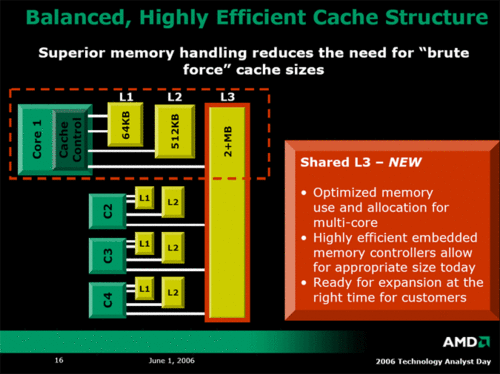 Balanced, Highly Efficient Cache Structure
Superior memory handling reduces the need for “brute
force” cache sizes
L1
L2
L3
Core 1
Cache
Control
64KB
512KB
2+MB
C2
L1
L2
C3
L1
L2
C4
L1
L2
Shared L3 – NEW
• Optimized memory
use and allocation for
multi-core
• Highly efficient embedded
memory controllers allow
for appropriate size today
• Ready for expansion at the
right time for customers
AMD
16
June 1, 2006
2006 Technology Analyst Day